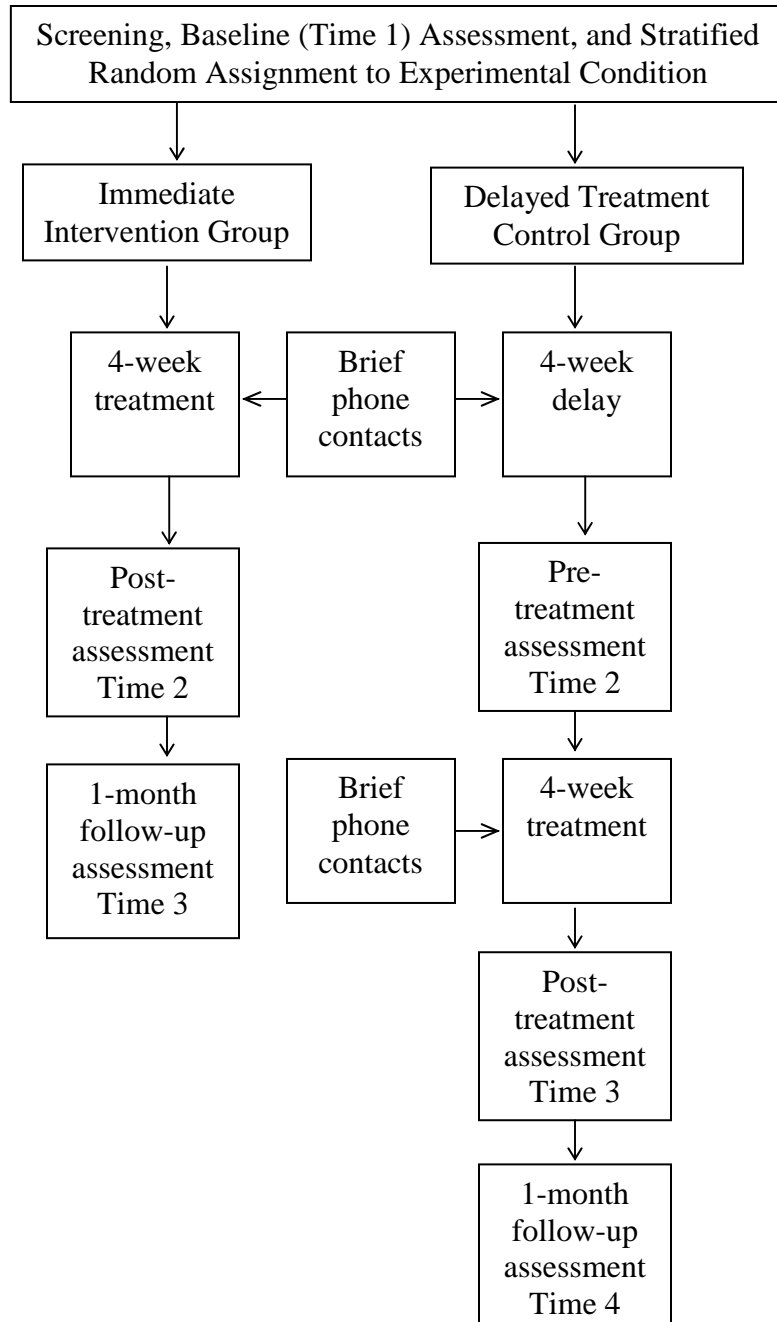 Screening, Baseline (Time 1) Assessment, and Stratified
Random Assignment to Experimental Condition
Immediate
Intervention Group
Delayed Treatment
Control Group
4-week
treatment
Brief
phone
contacts
4-week
delay
Post-
treatment
assessment
Time 2
Pre-
treatment
assessment
Time 2
1-month
follow-up
assessment
Time 3
Brief
phone
contacts
4-week
treatment
Post-
treatment
assessment
Time 3
1-month
follow-up
assessment
Time 4